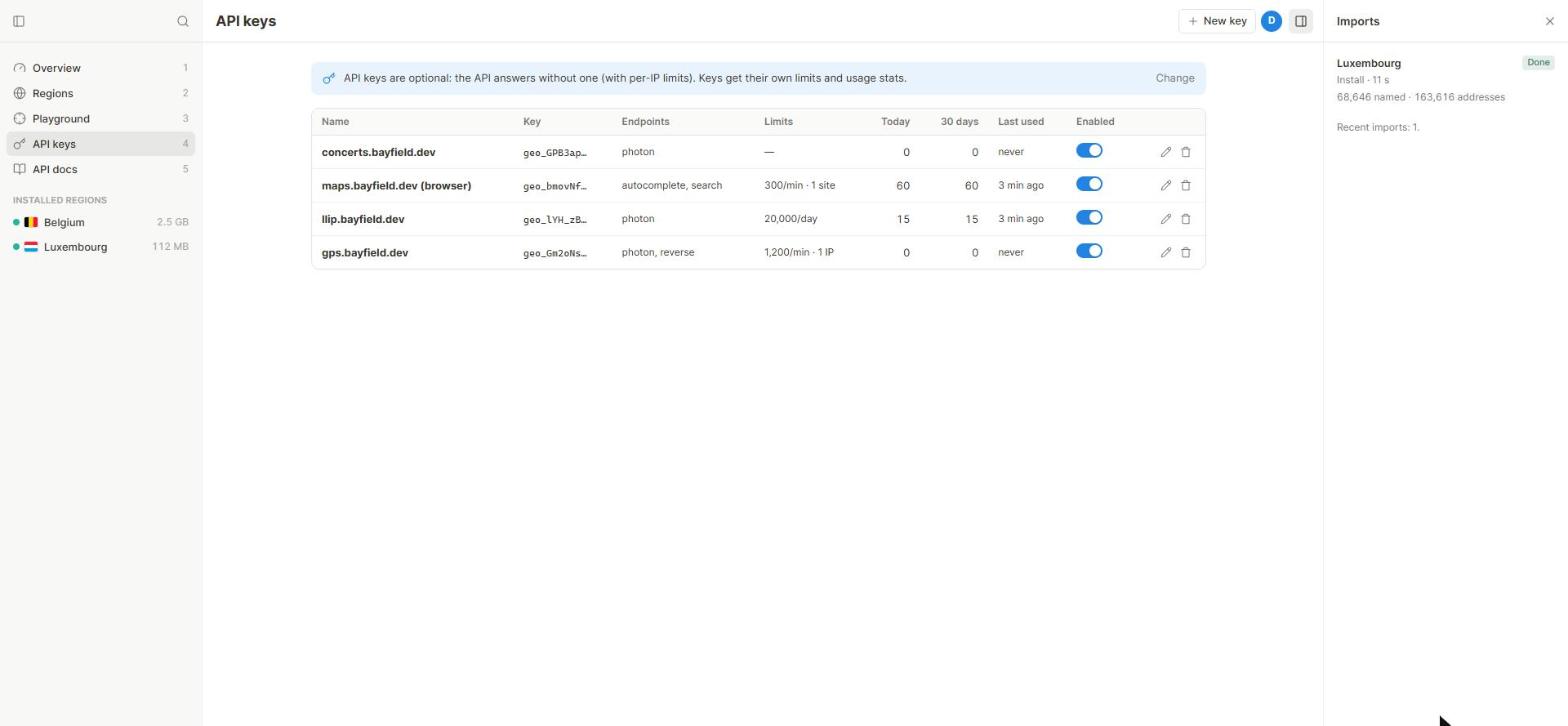 API keys
New key
D
Imports
Overview 1
Regions 2
Playground 3
API keys 4
API docs 5
INSTALLED REGIONS
Belgium 2.5 GB
Luxembourg 112 MB
API keys are optional: the API answers without one (with per-IP limits). Keys get their own limits and usage stats. Change
Name Key Endpoints Limits Today 30 days Last used Enabled
concerts.bayfield.dev geo_GPB3ap… photon — 0 0 never
maps.bayfield.dev (browser) geo_bmovNf… autocomplete, search 300/min · 1 site 60 60 3 min ago
llip.bayfield.dev geo_lYH_zB… photon 20,000/day 15 15 3 min ago
gps.bayfield.dev geo_Gm2oNs… photon, reverse 1,200/min · 1 IP 0 0 never
Luxembourg Done
Install · 11 s
68,646 named · 163,616 addresses
Recent imports: 1.